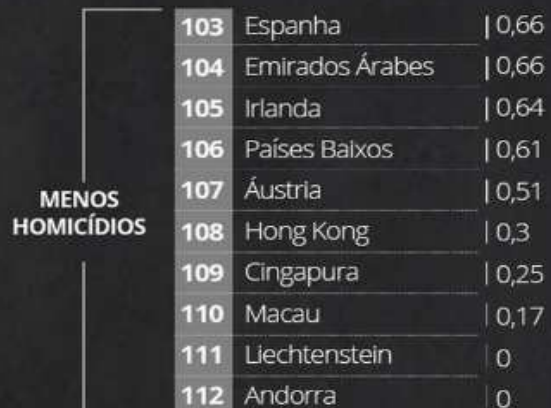 103 Espanha | 0,66
104 Emirados Árabes | 0,66
105 Irlanda | 0,64
106 Países Baixos | 0,61
MENOS
HOMICÍDIOS
107 Áustria | 0,51
108 Hong Kong | 0,3
109 Cingapura | 0,25
110 Macau | 0,17
111 Liechtenstein | 0
112 Andorra | 0